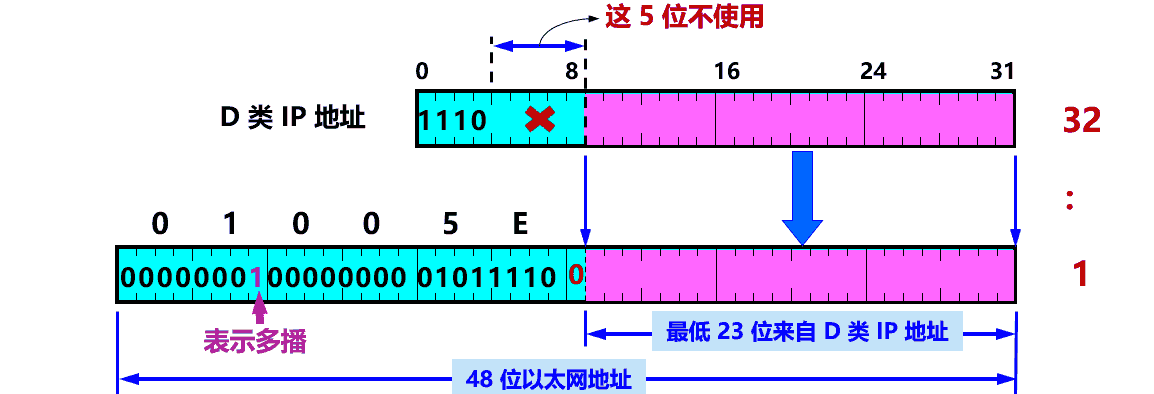 这 5 位不使用
0 8 16 24 31
D 类 IP 地址
1110
32
:
1
0 1 0 0 5 E
00000001 00000000 01011110 0
表示多播
最低 23 位来自 D 类 IP 地址
48 位以太网地址